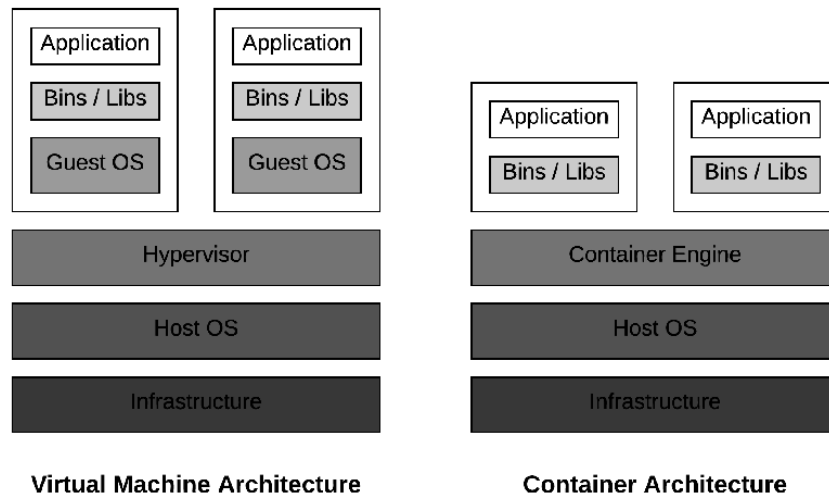 Application
Bins / Libs
Guest OS
Application
Bins / Libs
Guest OS
Hypervisor
Host OS
Infrastructure
Virtual Machine Architecture
Application
Bins / Libs
Application
Bins / Libs
Container Engine
Host OS
Infrastructure
Container Architecture